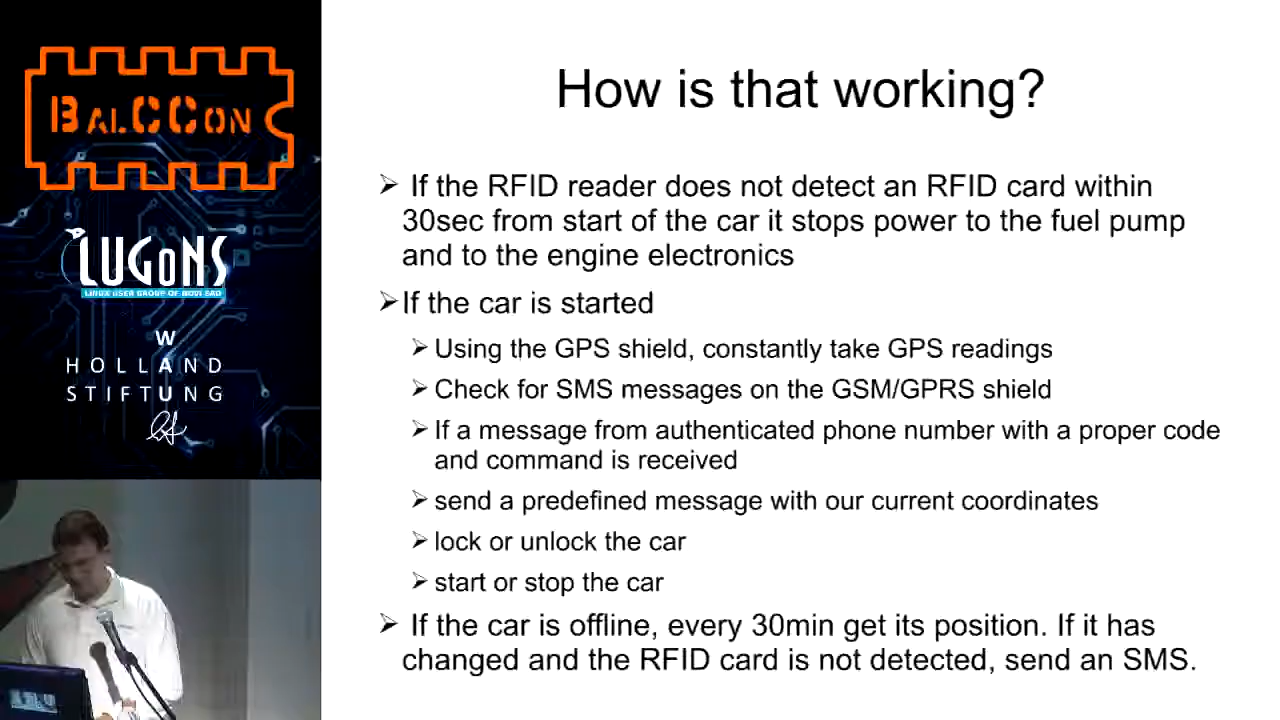 BALCCON
LUGONS
LINUX USER GROUP OF NOVI SAD
W
HOLLAND
STIFTUNG
How is that working?
➢ If the RFID reader does not detect an RFID card within
30sec from start of the car it stops power to the fuel pump
and to the engine electronics
➢If the car is started
➢Using the GPS shield, constantly take GPS readings
➢Check for SMS messages on the GSM/GPRS shield
➢If a message from authenticated phone number with a proper code
and command is received
➢send a predefined message with our current coordinates
➢lock or unlock the car
➢start or stop the car
➢ If the car is offline, every 30min get its position. If it has
changed and the RFID card is not detected, send an SMS.